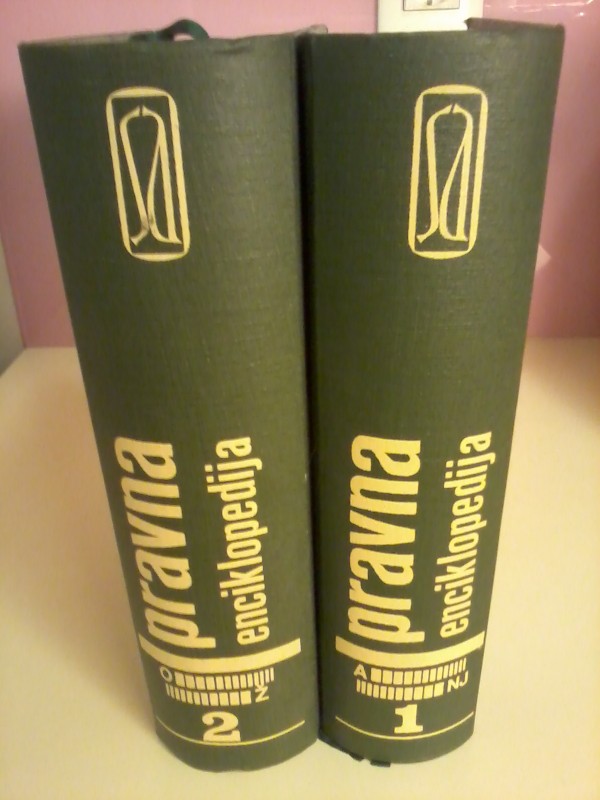 pravna
enciklopedija
O
Ž
2
pravna
enciklopedija
A
NJ
1